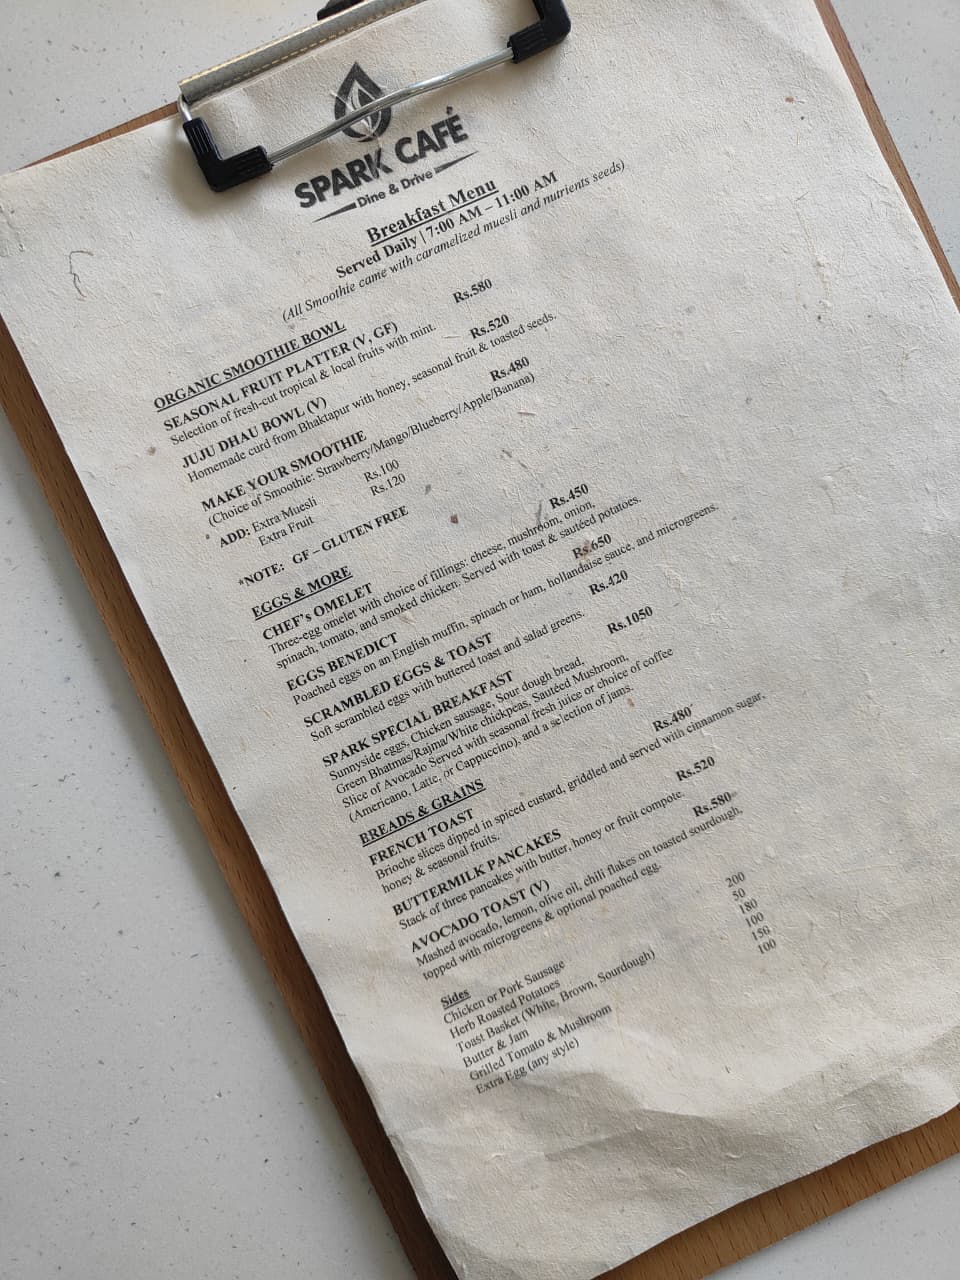 SPARK CAFÉ
Dine & Drive
Breakfast Menu
Served Daily | 7:00 AM – 11:00 AM
(All Smoothie came with caramelized muesli and nutrients seeds)
ORGANIC SMOOTHIE BOWL
SEASONAL FRUIT PLATTER (V, GF) Rs.580
Selection of fresh-cut tropical & local fruits with mint.
JUJU DHAU BOWL (V) Rs.520
Homemade curd from Bhaktapur with honey, seasonal fruit & toasted seeds.
MAKE YOUR SMOOTHIE Rs.480
(Choice of Smoothie: Strawberry/Mango/Blueberry/Apple/Banana)
ADD: Extra Muesli Rs.100
Extra Fruit Rs.120
*NOTE: GF – GLUTEN FREE
EGGS & MORE
CHEF's OMELET Rs.450
Three-egg omelet with choice of fillings: cheese, mushroom, onion,
spinach, tomato, and smoked chicken. Served with toast & sautéed potatoes.
EGGS BENEDICT Rs.650
Poached eggs on an English muffin, spinach or ham, hollandaise sauce, and microgreens.
SCRAMBLED EGGS & TOAST Rs.420
Soft scrambled eggs with buttered toast and salad greens.
SPARK SPECIAL BREAKFAST Rs.1050
Sunnyside eggs, Chicken sausage, Sour dough bread,
Green Bhatmas/Rajma/White chickpeas, Sautéed Mushroom,
Slice of Avocado Served with seasonal fresh juice or choice of coffee
(Americano, Latte, or Cappuccino), and a selection of jams.
BREADS & GRAINS
FRENCH TOAST Rs.480
Brioche slices dipped in spiced custard, griddled and served with cinnamon sugar,
honey & seasonal fruits.
BUTTERMILK PANCAKES Rs.520
Stack of three pancakes with butter, honey or fruit compote.
AVOCADO TOAST (V) Rs.580
Mashed avocado, lemon, olive oil, chili flakes on toasted sourdough,
topped with microgreens & optional poached egg.
Sides
Chicken or Pork Sausage 200
Herb Roasted Potatoes 50
Toast Basket (White, Brown, Sourdough) 180
Butter & Jam 100
Grilled Tomato & Mushroom 150
Extra Egg (any style) 100